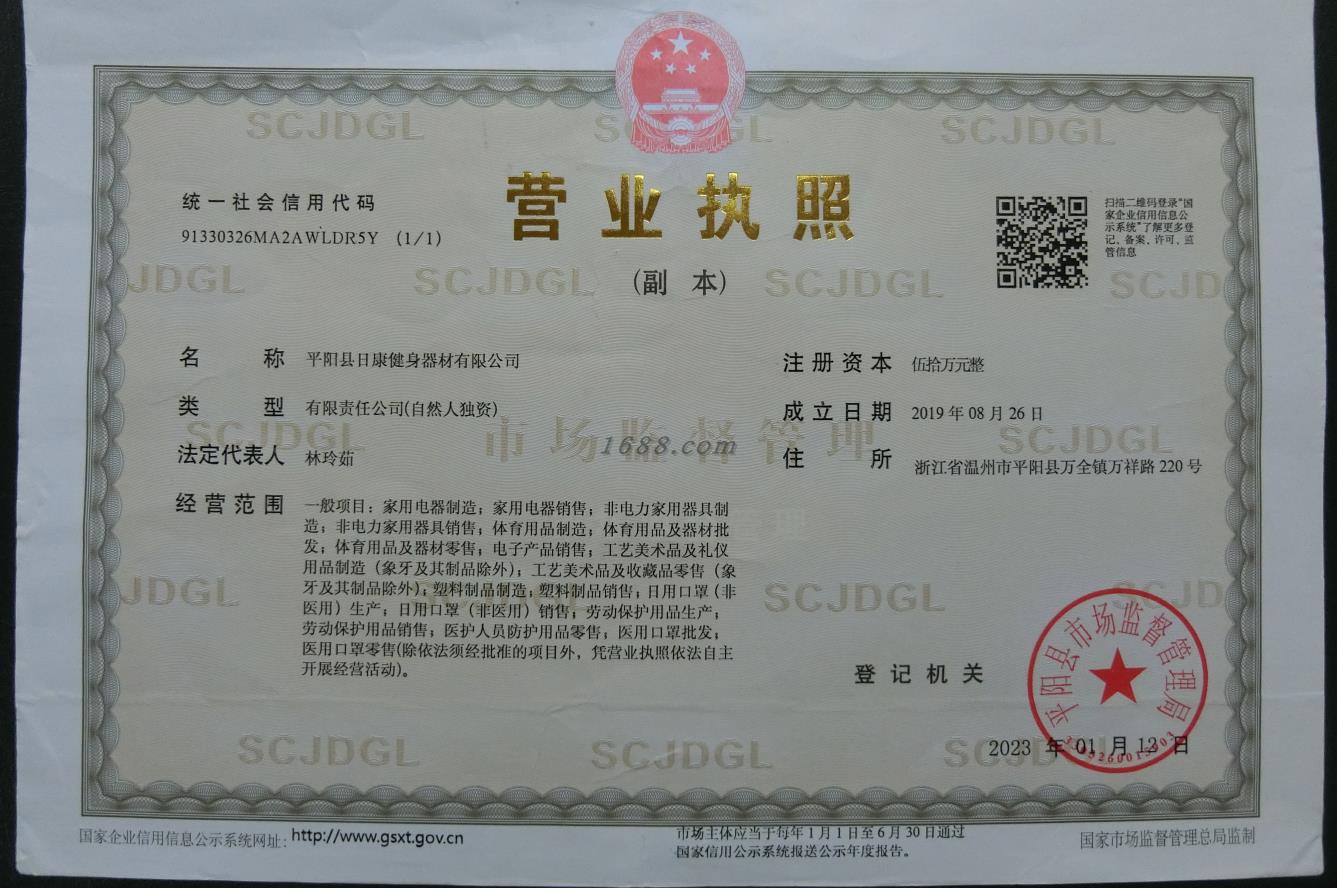 SCJDGL
SCJDGL
营业执照
(副 本)
统一社会信用代码
91330326MA2AWLDR5Y (1/1)
扫描二维码登录“国
家企业信用信息公
示系统”了解更多登
记、备案、许可、监
管信息
JDGL
SCJDGL
SCJDGL
SCJD
名 称 平阳县日康健身器材有限公司
类 型 有限责任公司(自然人独资)
法定代表人 林玲茹
经营范围 一般项目：家用电器制造；家用电器销售；非电力家用器具制
造；非电力家用器具销售；体育用品制造；体育用品及器材批
发；体育用品及器材零售；电子产品销售；工艺美术品及礼仪
用品制造（象牙及其制品除外）；工艺美术品及收藏品零售（象
牙及其制品除外）；塑料制品制造；塑料制品销售；日用口罩（非
医用）生产；日用口罩（非医用）销售；劳动保护用品生产；
劳动保护用品销售；医护人员防护用品零售；医用口罩批发；
医用口罩零售(除依法须经批准的项目外，凭营业执照依法自主
开展经营活动)。
注册资本 伍拾万元整
成立日期 2019年08月26日
住 所 浙江省温州市平阳县万全镇万祥路220号
SCJDGL
市场监督管理
SCJDGL
1688.com
JDGL
SCJDGL
SCJD
登记机关
平阳县市场监督管理局
2023 年 01 月 12 日
SCJDGL
SCJDGL
国家企业信用信息公示系统网址：http://www.gsxt.gov.cn
市场主体应当于每年1月1日至6月30日通过
国家信用公示系统报送公示年度报告。
国家市场监督管理总局监制